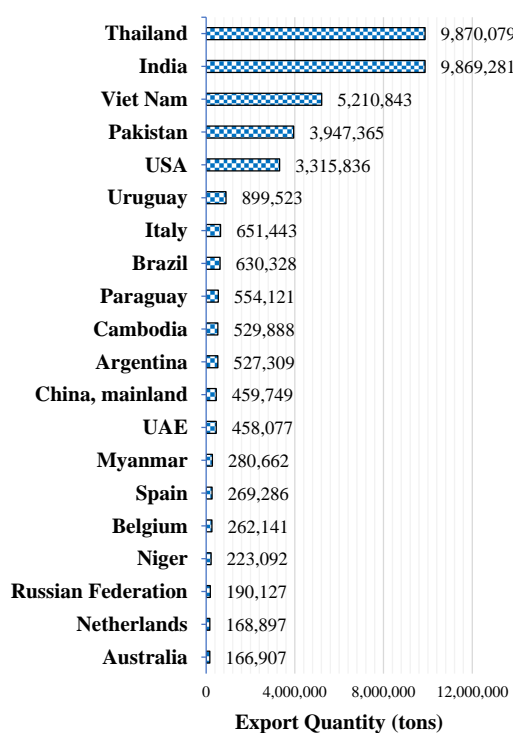 Thailand 9,870,079
India 9,869,281
Viet Nam 5,210,843
Pakistan 3,947,365
USA 3,315,836
Uruguay 899,523
Italy 651,443
Brazil 630,328
Paraguay 554,121
Cambodia 529,888
Argentina 527,309
China, mainland 459,749
UAE 458,077
Myanmar 280,662
Spain 269,286
Belgium 262,141
Niger 223,092
Russian Federation 190,127
Netherlands 168,897
Australia 166,907
0 4,000,000 8,000,000 12,000,000
Export Quantity (tons)